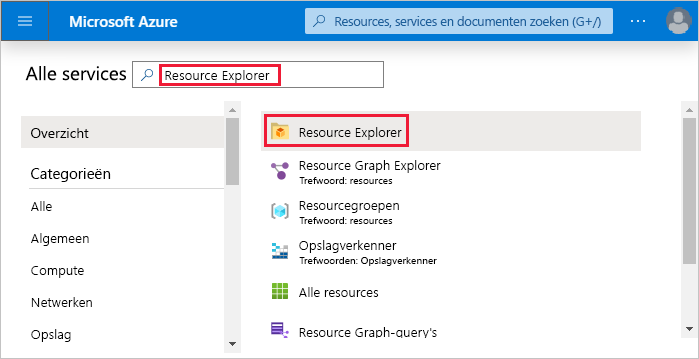 Microsoft Azure
Resources, services en documenten zoeken (G+/)
Alle services
Resource Explorer
Overzicht
Categorieën
Alle
Algemeen
Compute
Netwerken
Opslag
Resource Explorer
Resource Graph Explorer
Trefwoord: resources
Resourcegroepen
Trefwoord: resources
Opslagverkenner
Trefwoorden: Opslagverkenner
Alle resources
Resource Graph-query's